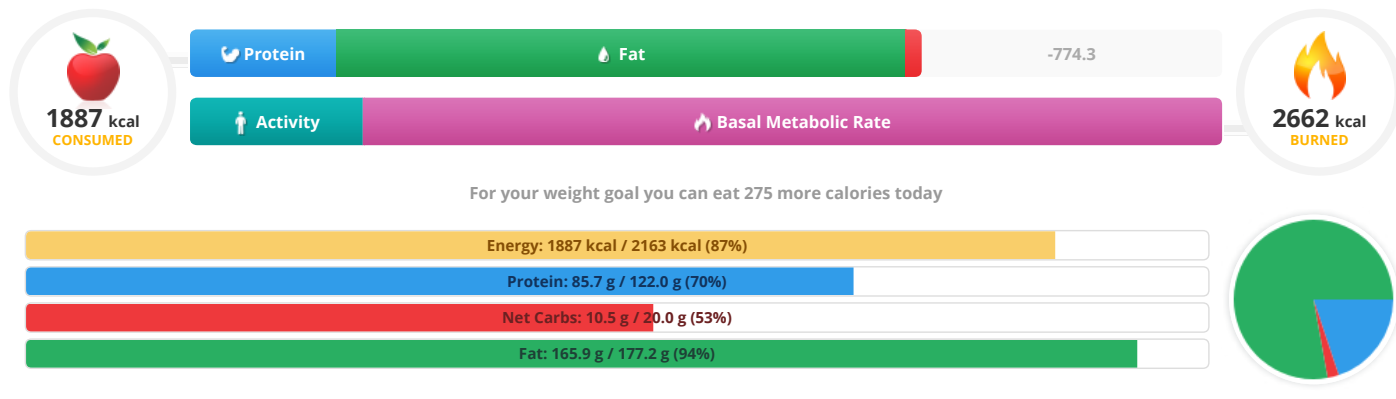 Protein
Fat
-774.3
1887 kcal
CONSUMED
Activity
Basal Metabolic Rate
2662 kcal
BURNED
For your weight goal you can eat 275 more calories today
Energy: 1887 kcal / 2163 kcal (87%)
Protein: 85.7 g / 122.0 g (70%)
Net Carbs: 10.5 g / 20.0 g (53%)
Fat: 165.9 g / 177.2 g (94%)